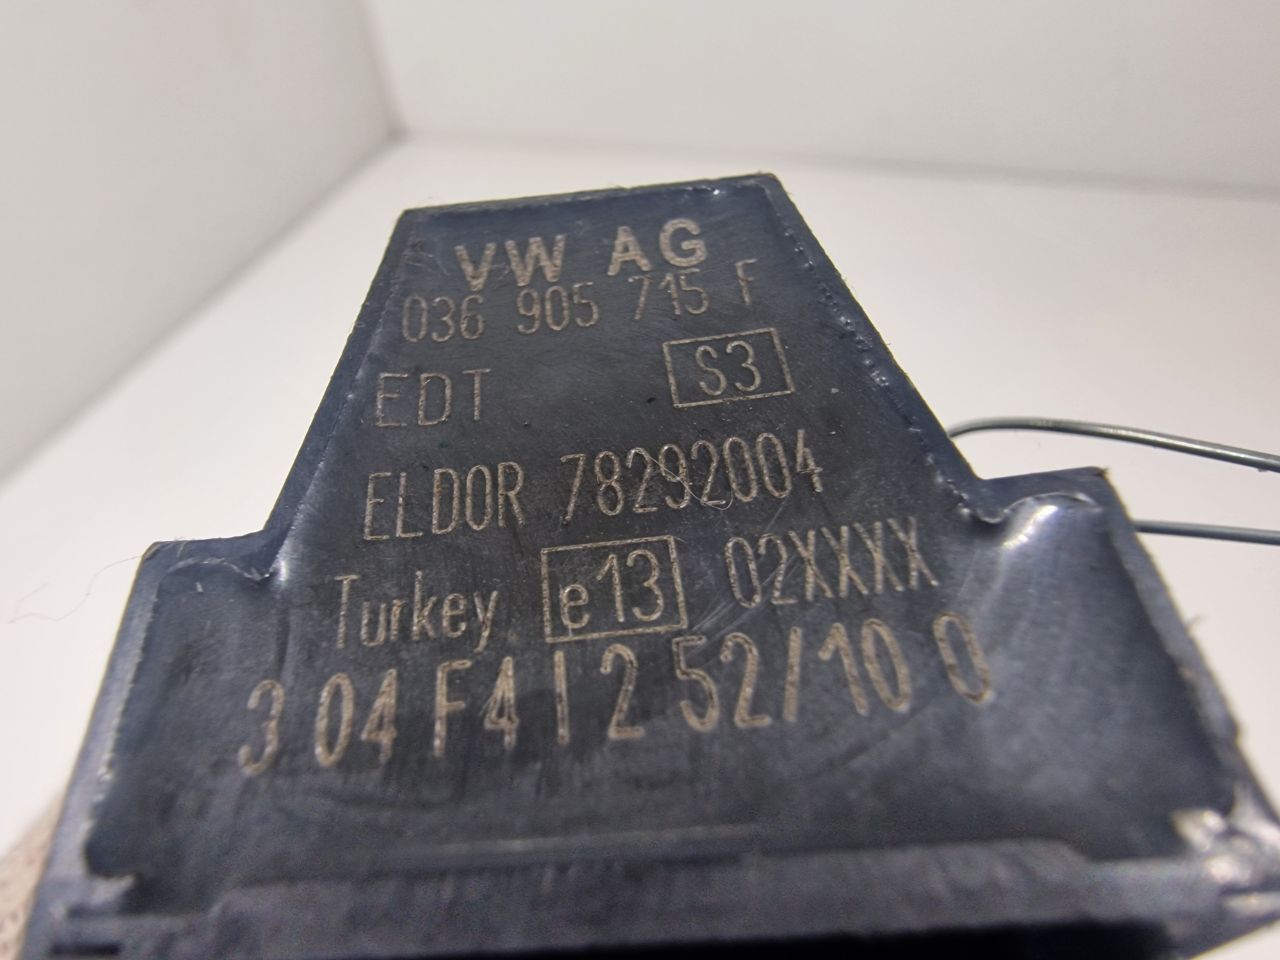 VW AG
036 905 715 F
EDT S3
ELDOR 78292004
Turkey e13 02XXXX
3 04 F4 I 2 52/10 0